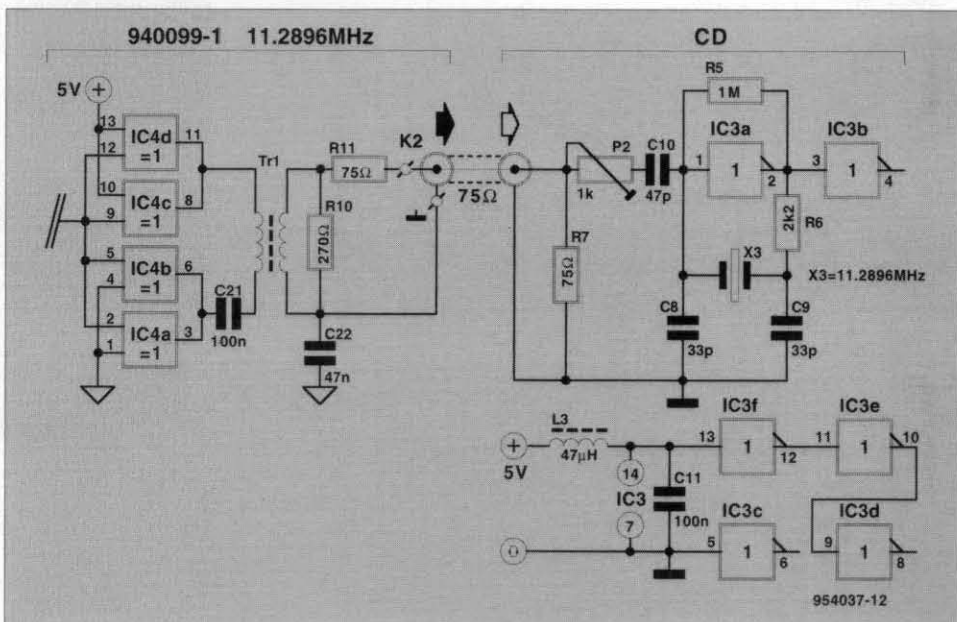 940099-1 11.2896MHz
CD
5V
13
12
IC4d
=1
11
10
9
IC4c
=1
8
5
4
IC4b
=1
6
2
1
IC4a
=1
3
C21
100n
Tr1
R11
75Ω
R10
270Ω
C22
47n
K2
75Ω
P2
1k
C10
47p
R7
75Ω
R5
1M
IC3a
1
1
2
IC3b
3
1
4
R6
2k2
X3
X3=11.2896MHz
C8
33p
C9
33p
L3
47µH
5V
14
IC3
7
0
C11
100n
IC3f
13
1
12
IC3e
11
1
10
IC3c
5
1
6
IC3d
9
1
8
954037-12